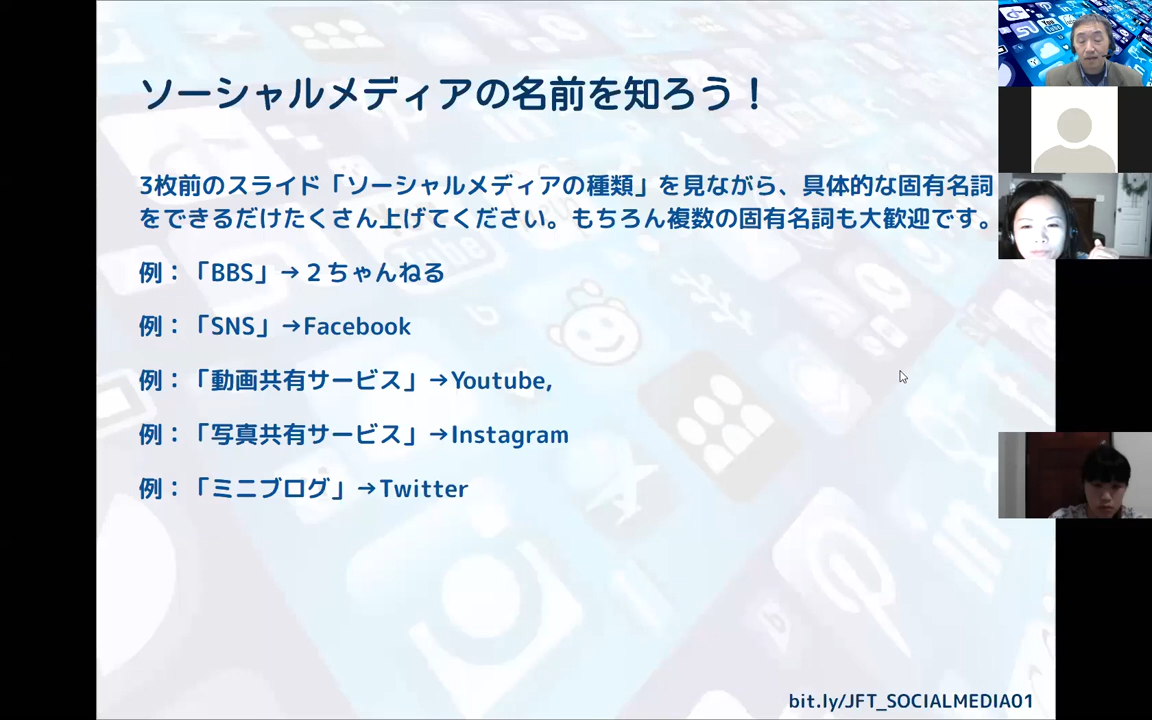 ソーシャルメディアの名前を知ろう！
3枚前のスライド「ソーシャルメディアの種類」を見ながら、具体的な固有名詞
をできるだけたくさん上げてください。もちろん複数の固有名詞も大歓迎です。
例：「BBS」→２ちゃんねる
例：「SNS」→Facebook
例：「動画共有サービス」→Youtube,
例：「写真共有サービス」→Instagram
例：「ミニブログ」→Twitter
bit.ly/JFT_SOCIALMEDIA01